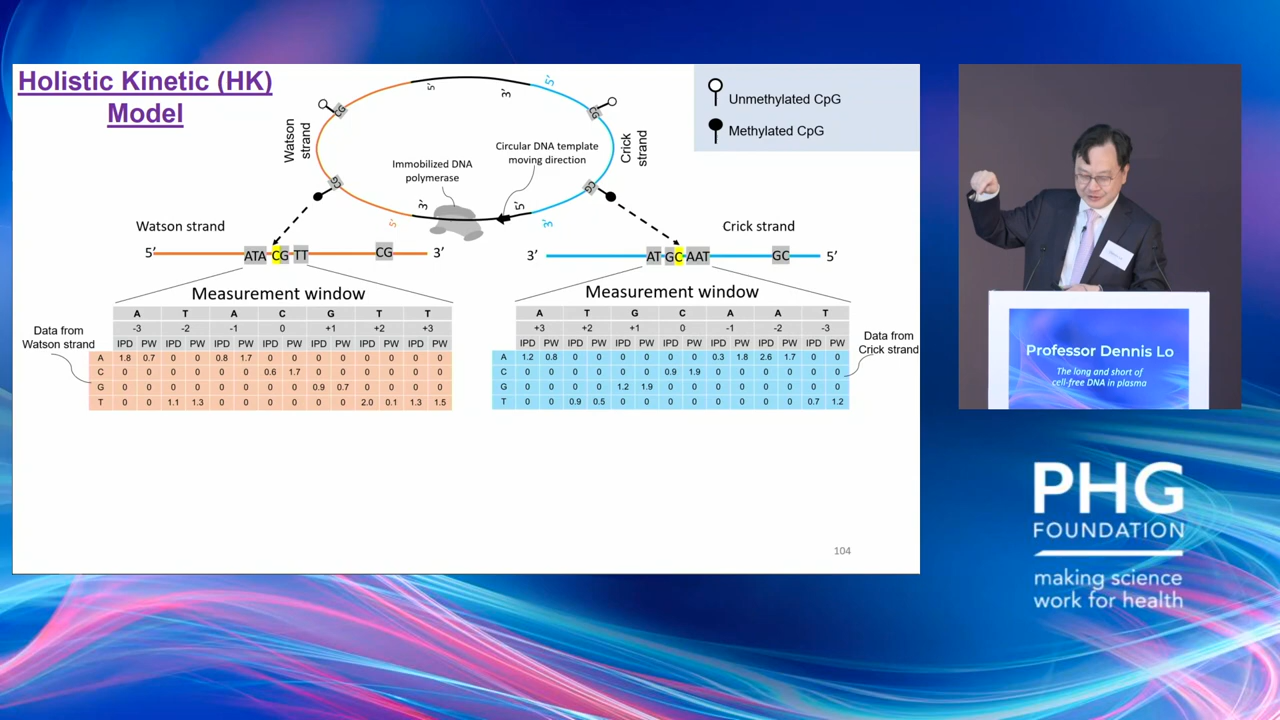 Holistic Kinetic (HK)
Model
5'
3'
5'
CG
CG
Watson
strand
Crick
strand
Immobilized DNA
polymerase
Circular DNA template
moving direction
CG
CG
3'
5'
5'
3'
Unmethylated CpG
Methylated CpG
Watson strand
5'
ATA CG TT
CG
3'
Crick strand
3'
AT GC AAT
GC
5'
Measurement window
A T A C G T T
-3 -2 -1 0 +1 +2 +3
IPD PW IPD PW IPD PW IPD PW IPD PW IPD PW IPD PW
A 1.8 0.7 0 0 0.8 1.7 0 0 0 0 0 0 0 0
C 0 0 0 0 0 0 0.6 1.7 0 0 0 0 0 0
G 0 0 0 0 0 0 0 0 0.9 0.7 0 0 0 0
T 0 0 1.1 1.3 0 0 0 0 0 0 2.0 0.1 1.3 1.5
Data from
Watson strand
Measurement window
A T G C A A T
+3 +2 +1 0 -1 -2 -3
IPD PW IPD PW IPD PW IPD PW IPD PW IPD PW IPD PW
A 1.2 0.8 0 0 0 0 0 0 0.3 1.8 2.6 1.7 0 0
C 0 0 0 0 0 0 0.9 1.9 0 0 0 0 0 0
G 0 0 0 0 1.2 1.9 0 0 0 0 0 0 0 0
T 0 0 0.9 0.5 0 0 0 0 0 0 0 0 0.7 1.2
Data from
Crick strand
104
Professor Dennis Lo
The long and short of
cell-free DNA in plasma
PHG
FOUNDATION
making science
work for health